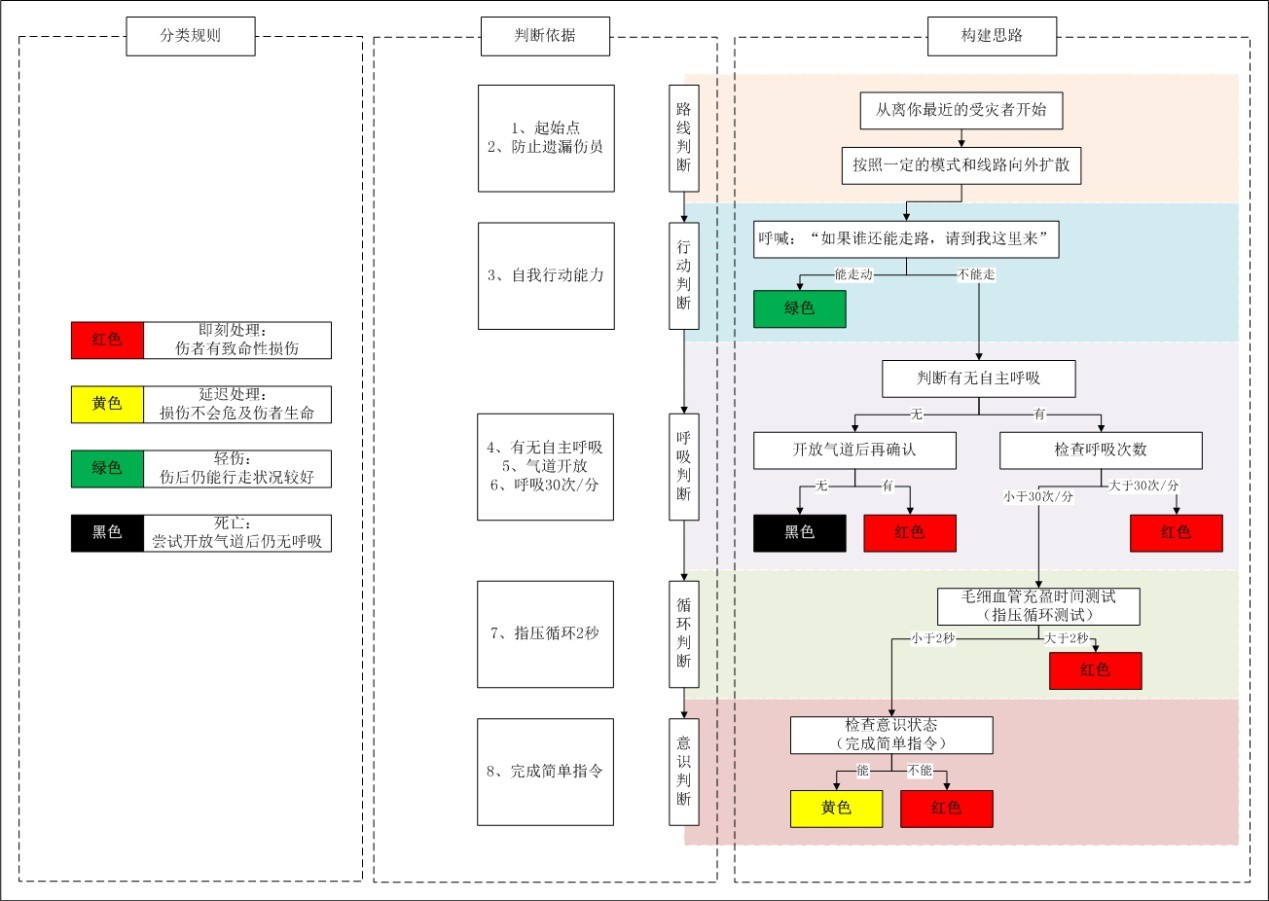 分类规则
红色
即刻处理:
伤者有致命性损伤
黄色
延迟处理:
损伤不会危及伤者生命
绿色
轻伤:
伤后仍能行走状况较好
黑色
死亡:
尝试开放气道后仍无呼吸
判断依据
1、起始点
2、防止遗漏伤员
3、自我行动能力
4、有无自主呼吸
5、气道开放
6、呼吸30次/分
7、指压循环2秒
8、完成简单指令
路线判断
行动判断
呼吸判断
循环判断
意识判断
构建思路
从离你最近的受灾者开始
按照一定的模式和线路向外扩散
呼喊:“如果谁还能走路,请到我这里来”
能走动
不能走
绿色
判断有无自主呼吸
无
有
开放气道后再确认
检查呼吸次数
无
有
小于30次/分
大于30次/分
黑色
红色
红色
毛细血管充盈时间测试
(指压循环测试)
小于2秒
大于2秒
红色
检查意识状态
(完成简单指令)
能
不能
黄色
红色